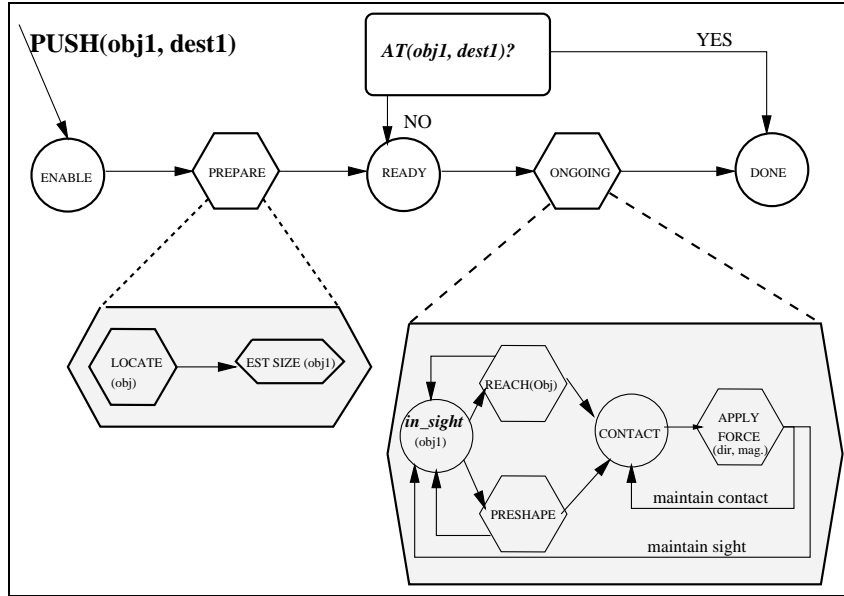 PUSH(obj1, dest1)
AT(obj1, dest1)?
YES
NO
ENABLE
PREPARE
READY
ONGOING
DONE
LOCATE
(obj)
EST SIZE (obj1)
REACH(Obj)
in_sight
(obj1)
CONTACT
APPLY
FORCE
(dir, mag.)
PRESHAPE
maintain contact
maintain sight